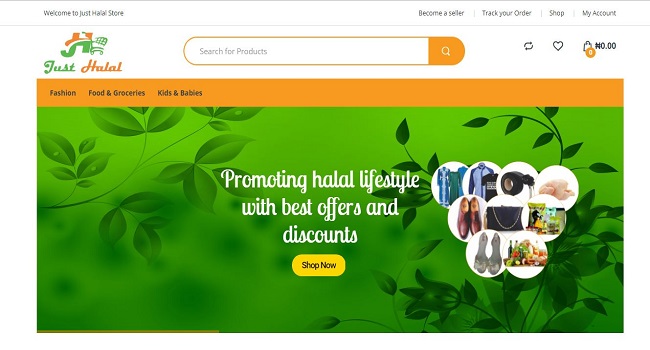 Welcome to Just Halal Store
Become a seller
Track your Order
Shop
My Account
Just Halal
Search for Products
₦0.00
0
Fashion
Food & Groceries
Kids & Babies
Promoting halal lifestyle
with best offers and
discounts
Shop Now